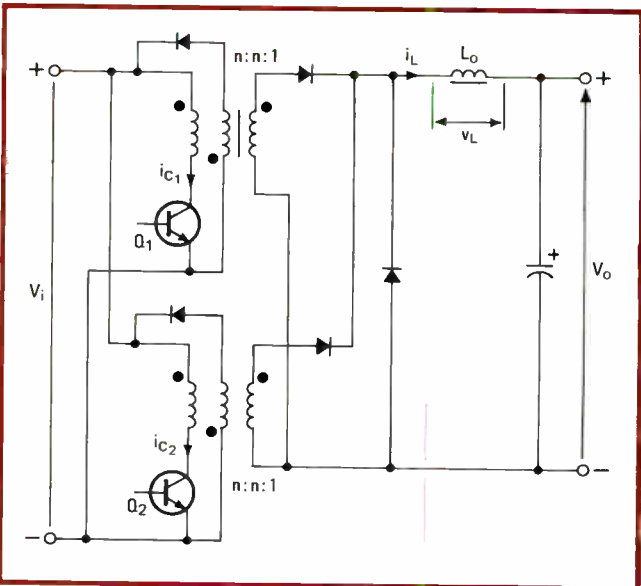 n:n:1
iL
Lo
+
+
vL
iC1
Q1
+
Vi
Vo
iC2
Q2
n:n:1
−
−